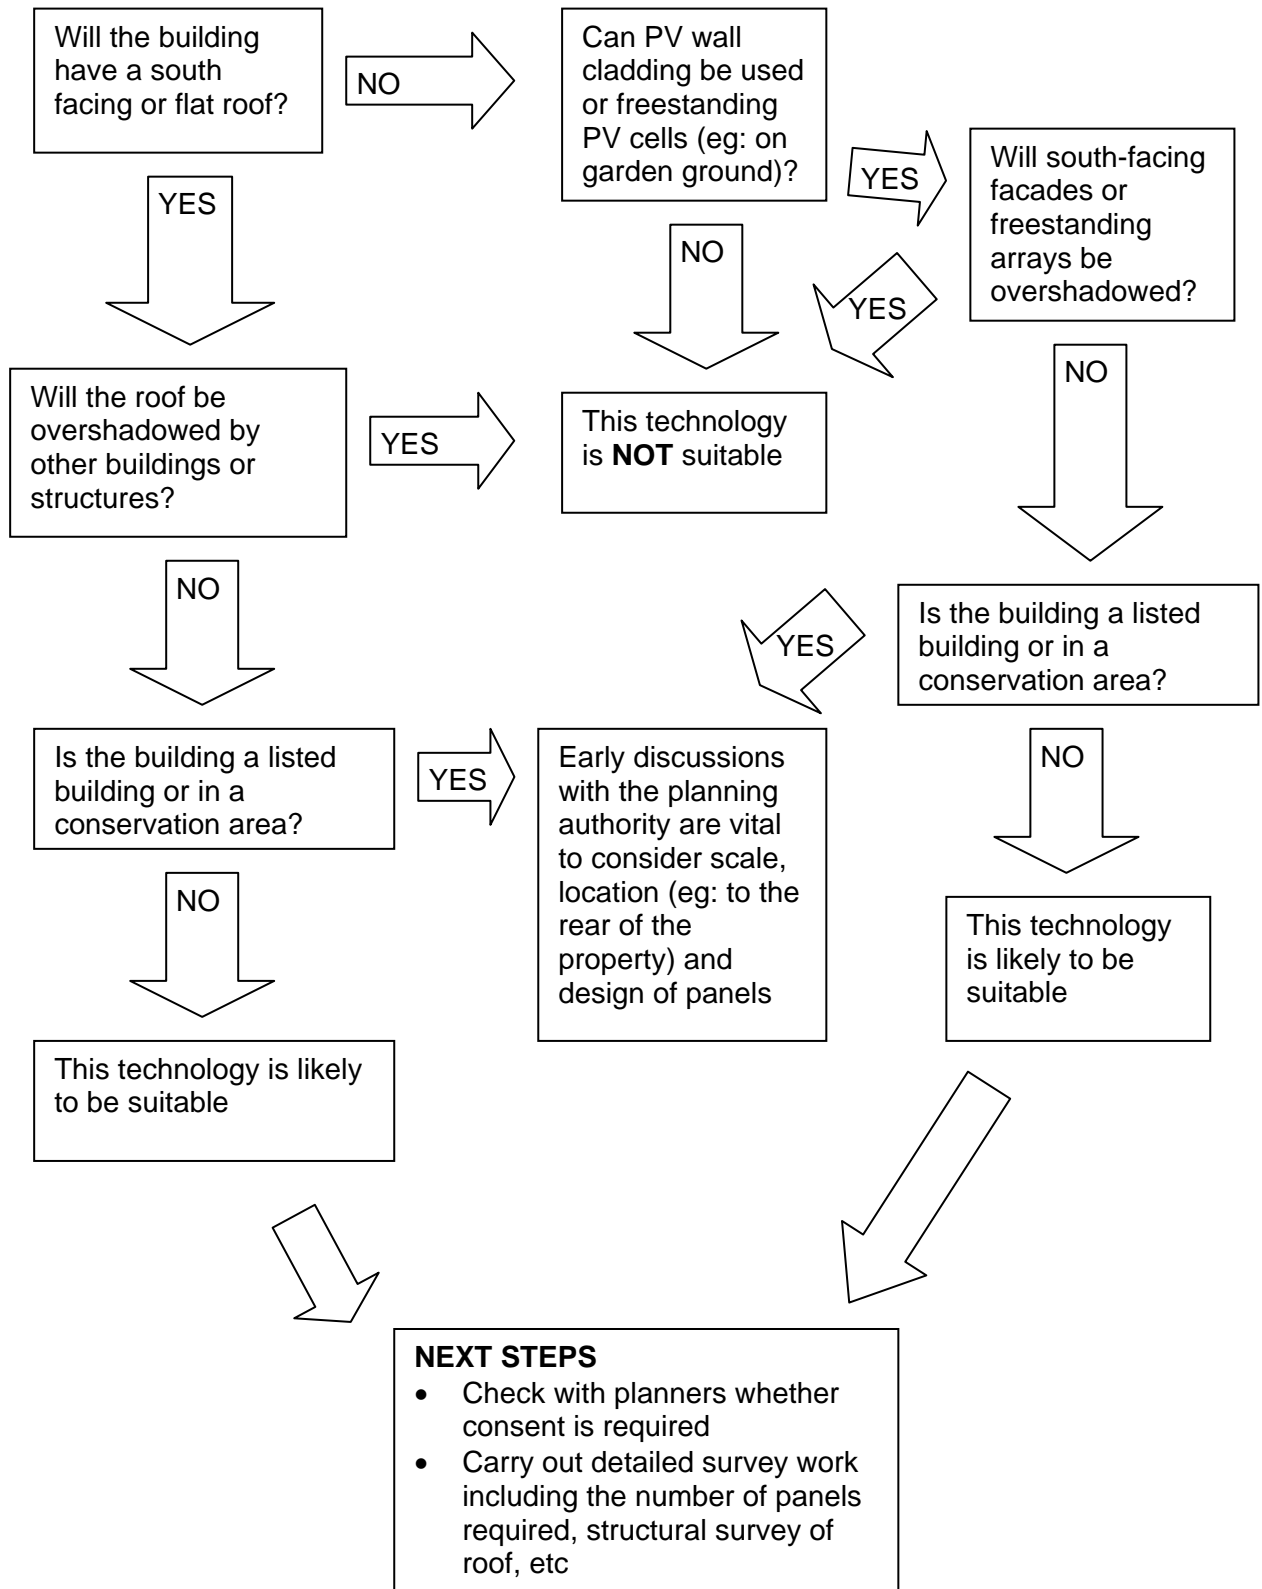 Will the building
have a south
facing or flat roof?
NO
Can PV wall
cladding be used
or freestanding
PV cells (eg: on
garden ground)?
YES
Will south-facing
facades or
freestanding
arrays be
overshadowed?
YES
NO
YES
NO
Will the roof be
overshadowed by
other buildings or
structures?
YES
This technology
is NOT suitable
NO
YES
Is the building a listed
building or in a
conservation area?
Is the building a listed
building or in a
conservation area?
YES
Early discussions
with the planning
authority are vital
to consider scale,
location (eg: to the
rear of the
property) and
design of panels
NO
NO
This technology
is likely to be
suitable
This technology is likely
to be suitable
NEXT STEPS
• Check with planners whether
consent is required
• Carry out detailed survey work
including the number of panels
required, structural survey of
roof, etc